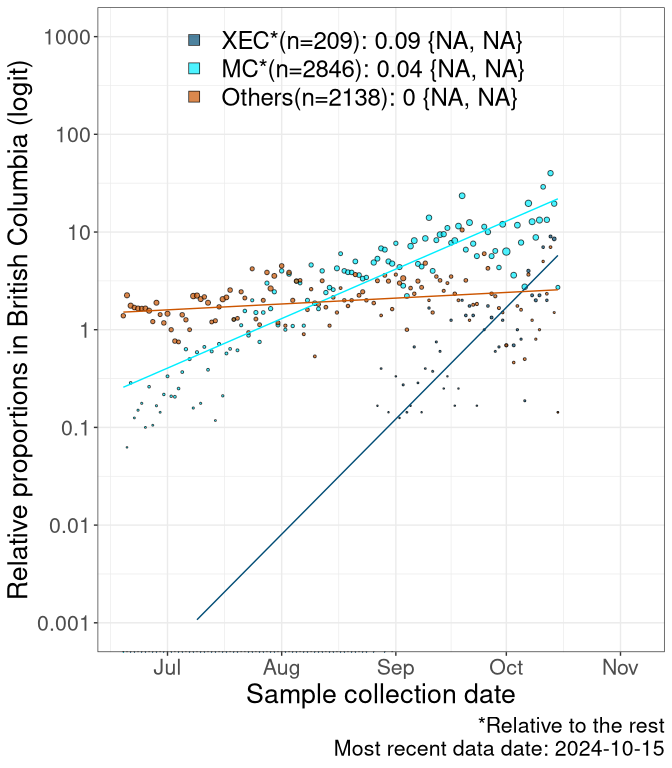 XEC*(n=209): 0.09 {NA, NA}
MC*(n=2846): 0.04 {NA, NA}
Others(n=2138): 0 {NA, NA}
Relative proportions in British Columbia (logit)
1000
100
10
1
0.1
0.01
0.001
Jul Aug Sep Oct Nov
Sample collection date
*Relative to the rest
Most recent data date: 2024-10-15